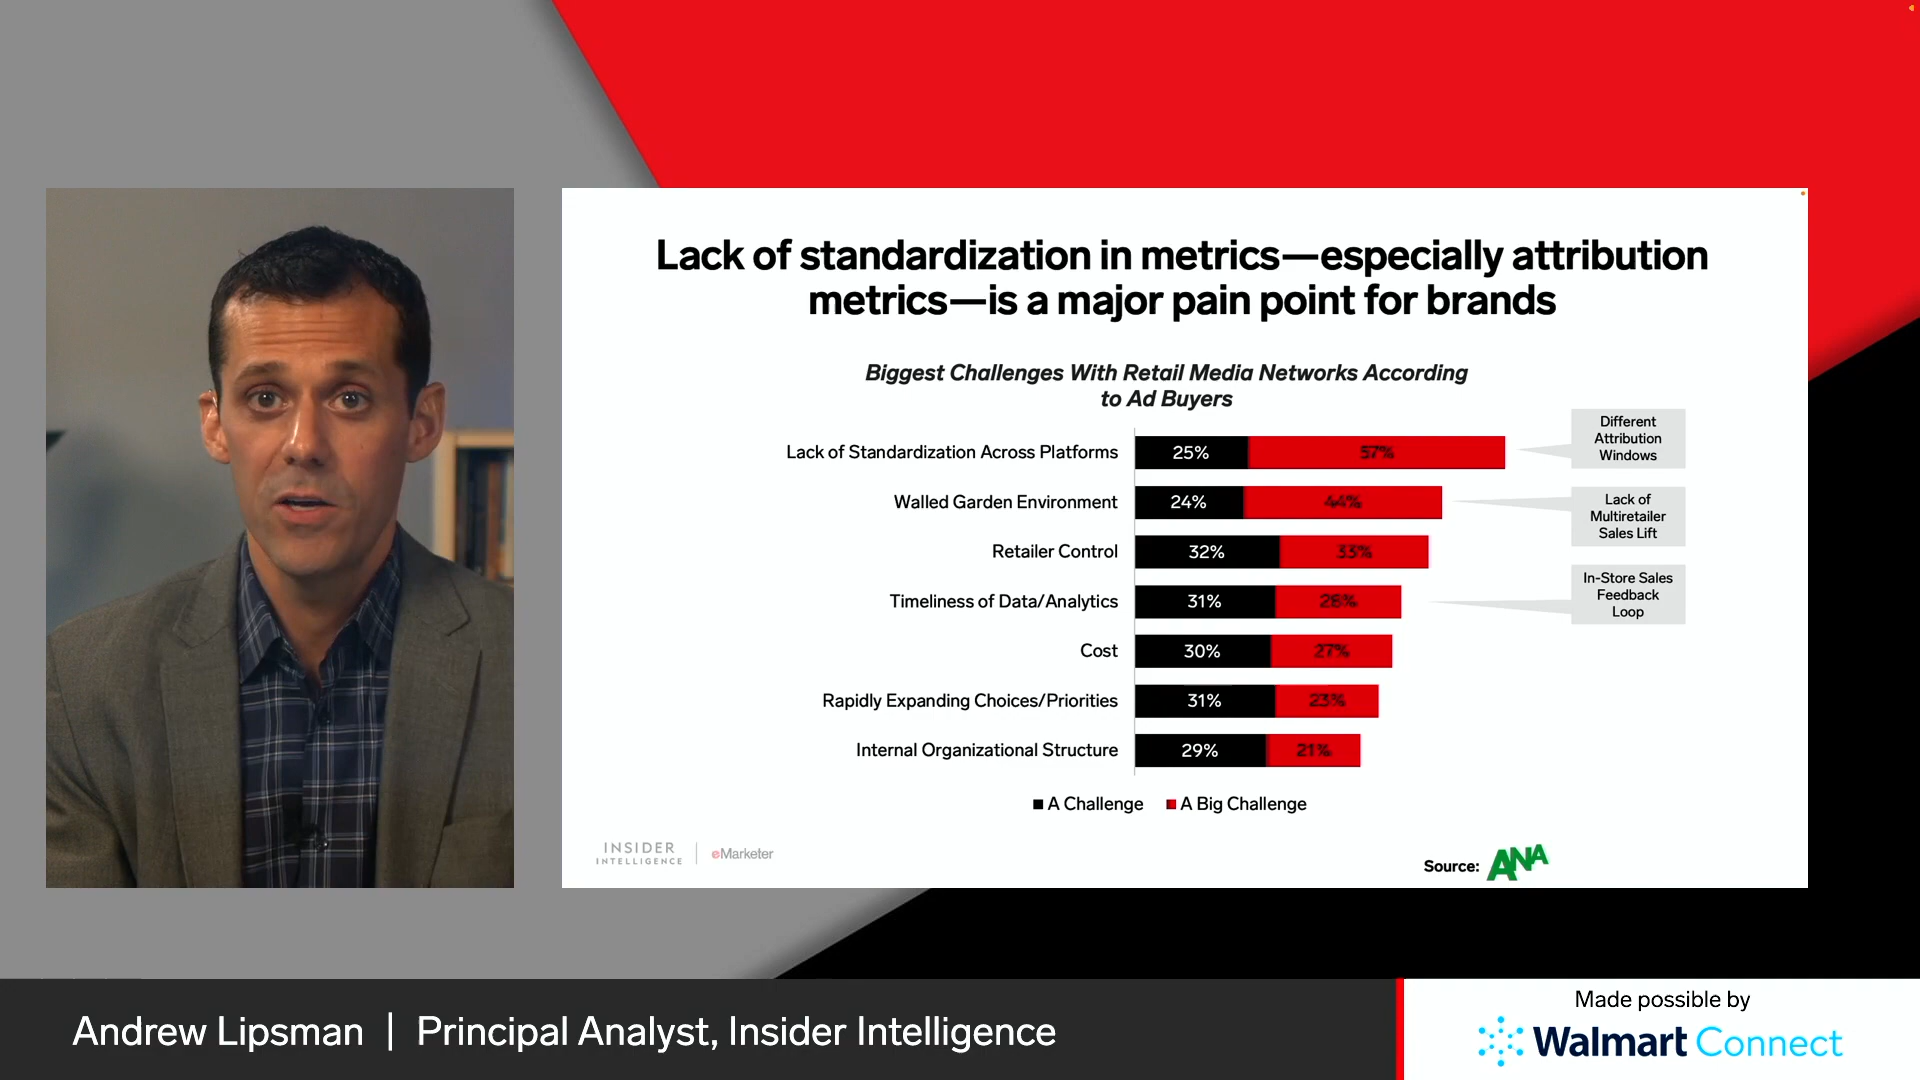 Lack of standardization in metrics—especially attribution
metrics—is a major pain point for brands
Biggest Challenges With Retail Media Networks According
to Ad Buyers
Lack of Standardization Across Platforms 25% 57%
Walled Garden Environment 24% 44%
Retailer Control 32% 33%
Timeliness of Data/Analytics 31% 28%
Cost 30% 27%
Rapidly Expanding Choices/Priorities 31% 23%
Internal Organizational Structure 29% 21%
Different
Attribution
Windows
Lack of
Multiretailer
Sales Lift
In-Store Sales
Feedback
Loop
A Challenge A Big Challenge
INSIDER
INTELLIGENCE
eMarketer
Source: ANA
Andrew Lipsman | Principal Analyst, Insider Intelligence
Made possible by
Walmart Connect